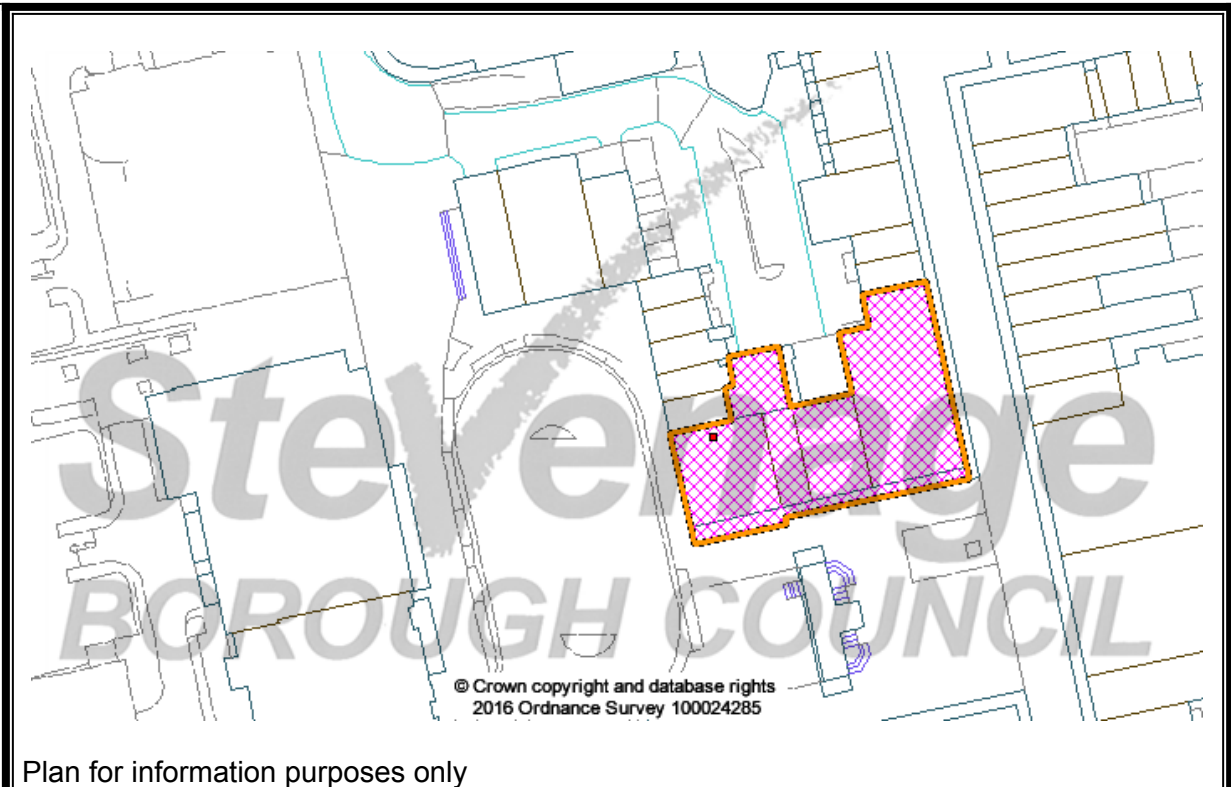 Stevenage
BOROUGH COUNCIL
© Crown copyright and database rights
2016 Ordnance Survey 100024285
Plan for information purposes only